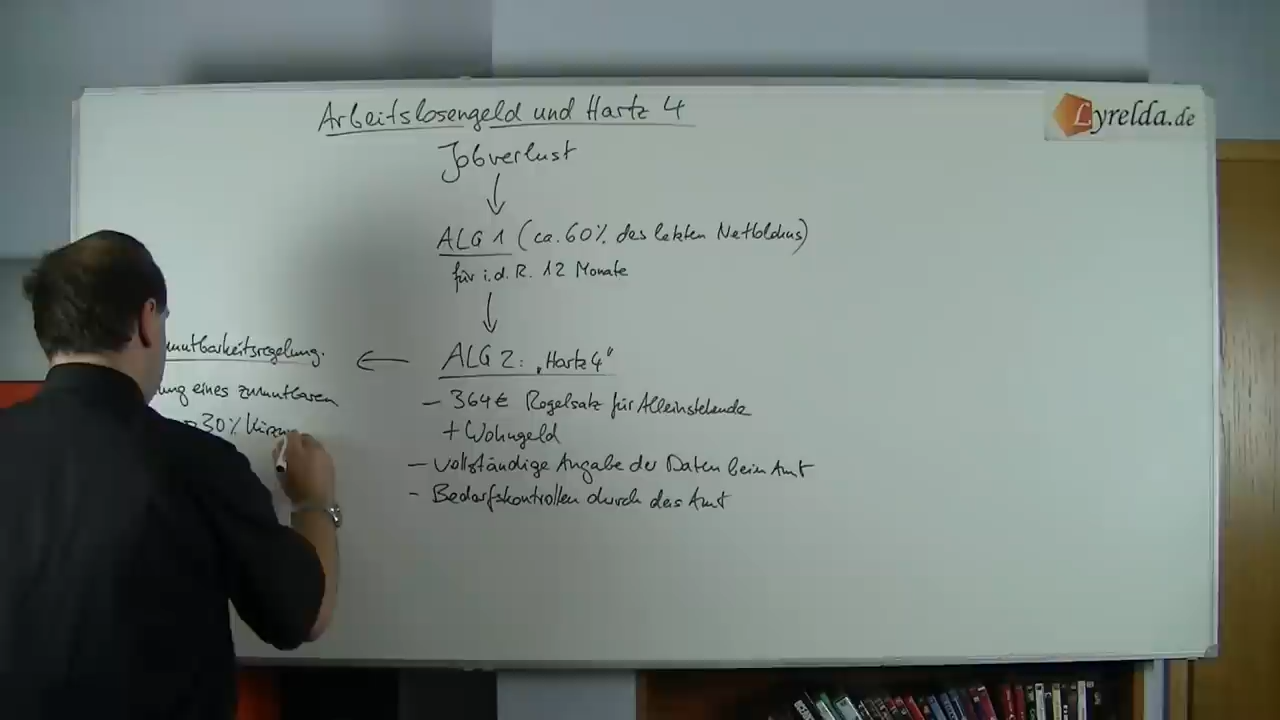 Arbeitslosengeld und Hartz 4
Lyrelda.de
Jobverlust
ALG 1 (ca. 60% des letzten Nettolohns)
für i.d.R. 12 Monate
ALG 2: „Hartz 4"
- 364€ Regelsatz für Alleinstehende
+ Wohngeld
- vollständige Angabe der Daten beim Amt
- Bedarfskontrollen durch das Amt
mutbarkeitsregelung.
ung eines zumutbaren
30% Kürzu